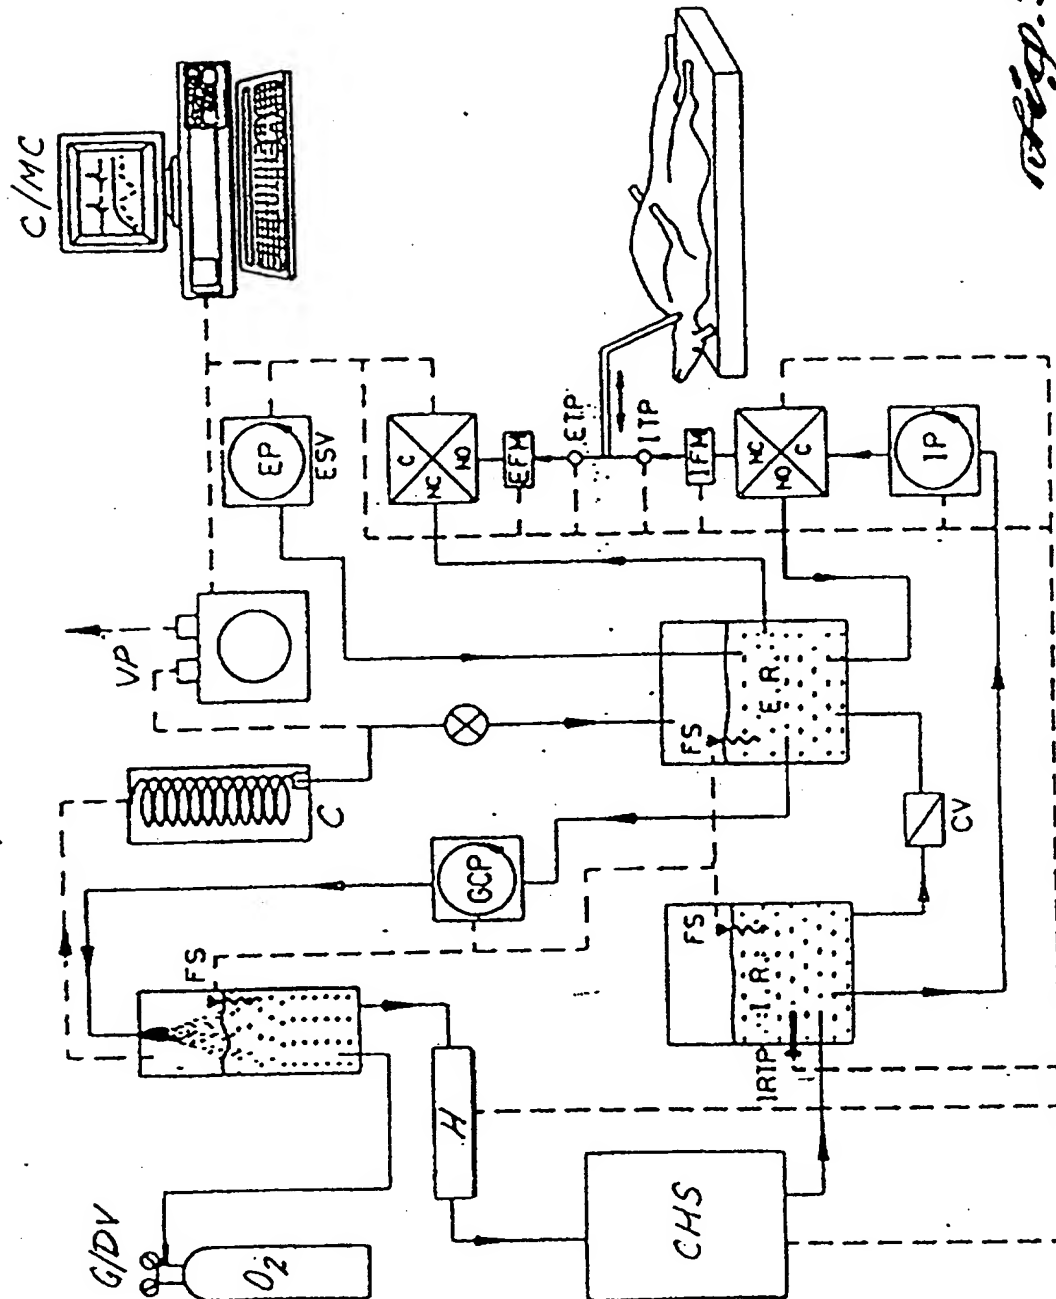 C/MC
VP
EP
ESV
C
NC
NO
EFM
ETP
ITP
IFM
NC
NO
C
IP
C
GCP
FS
E.R.
FS
CV
FS
I.R.
IRTP
H
G/DV
O2
CHS